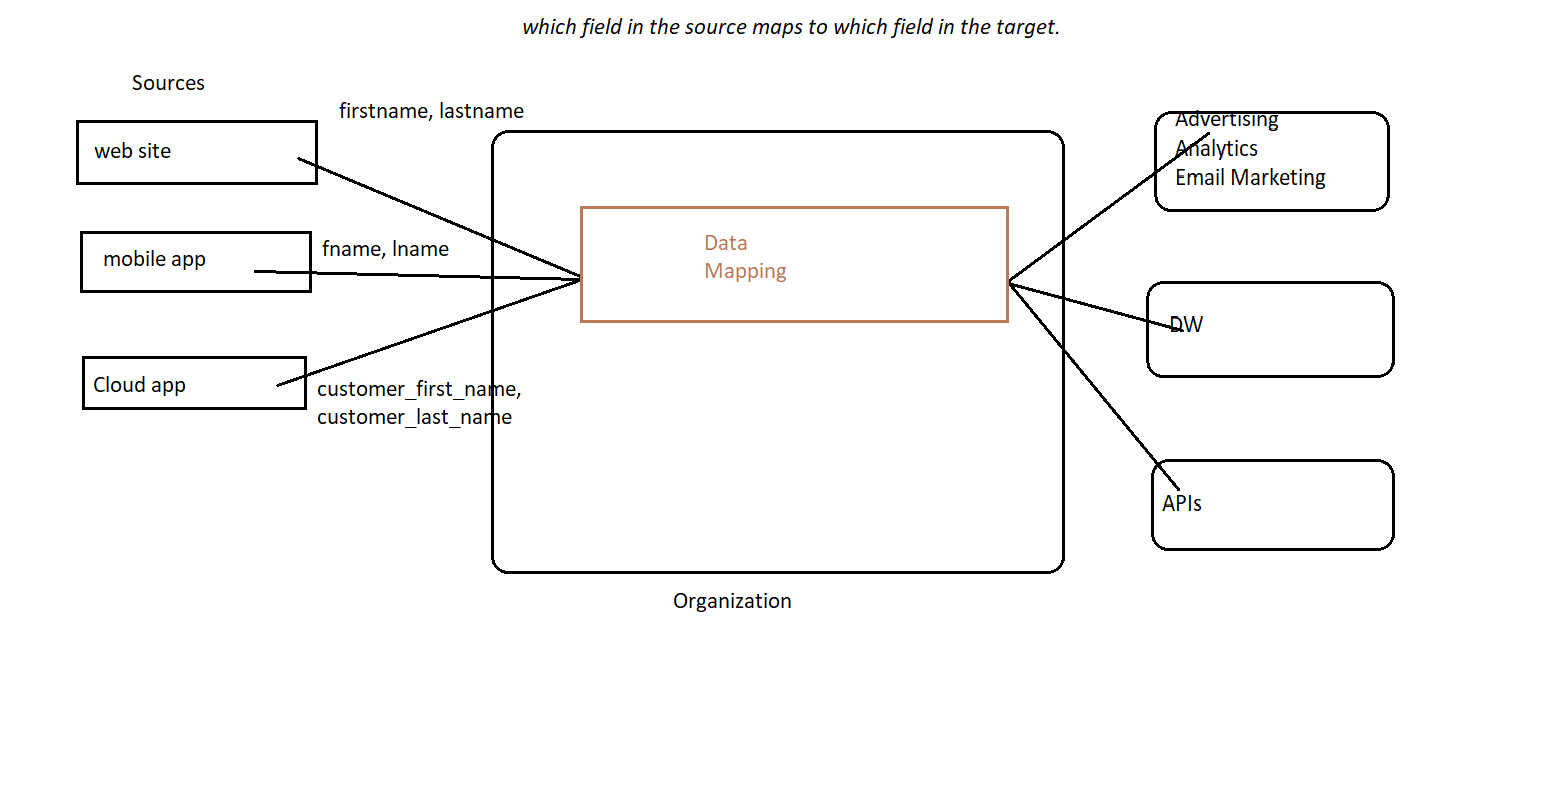 which field in the source maps to which field in the target.
Sources
firstname, lastname
web site
fname, lname
mobile app
Cloud app
customer_first_name,
customer_last_name
Data
Mapping
Organization
Advertising
Analytics
Email Marketing
DW
APIs